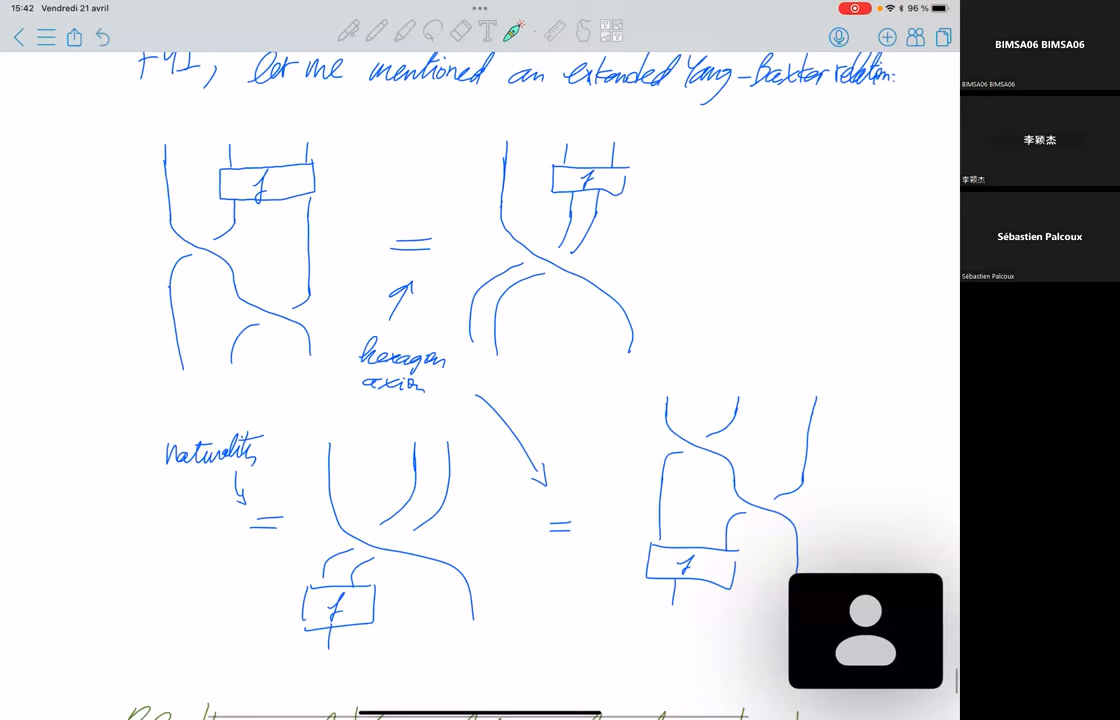 15:42 Vendredi 21 avril
96 %
FYI, let me mentioned an extended Yang-Baxter relation:
BIMSA06 BIMSA06
BIMSA06 BIMSA06
李颖杰
李颖杰
Sébastien Palcoux
Sébastien Palcoux
f
=
f
hexagon
axiom
naturality
=
f
=
f